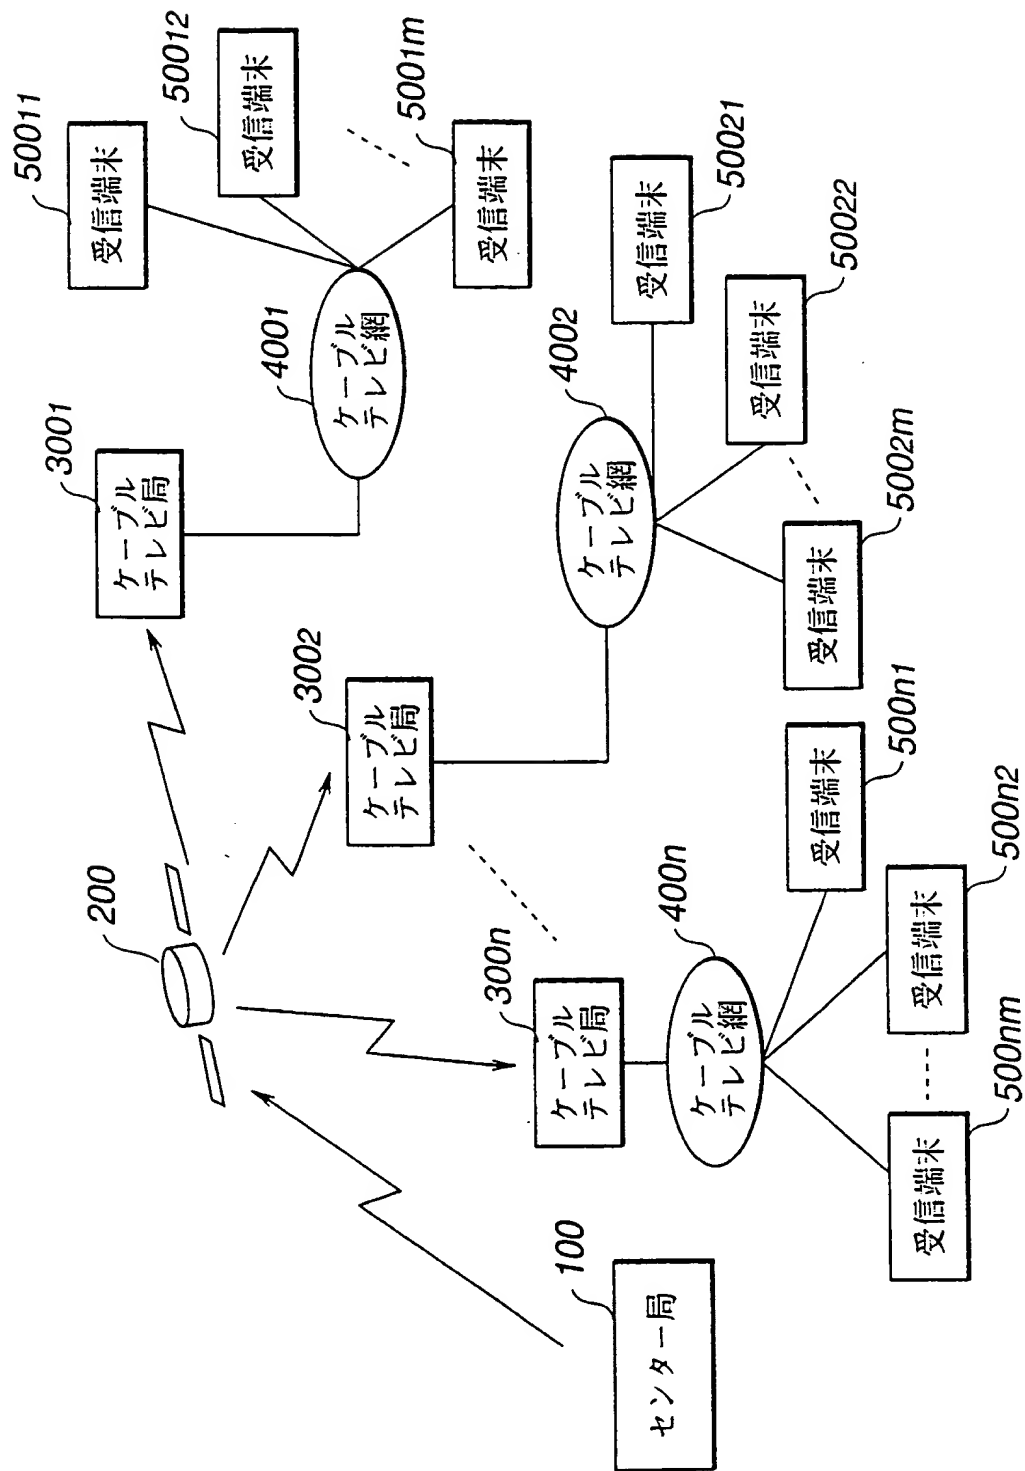 センター局
100
200
ケーブル
テレビ局
3001
ケーブル
テレビ網
4001
受信端末
50011
受信端末
50012
受信端末
5001m
ケーブル
テレビ局
3002
ケーブル
テレビ網
4002
受信端末
50021
受信端末
50022
受信端末
5002m
ケーブル
テレビ局
300n
ケーブル
テレビ網
400n
受信端末
500n1
受信端末
500n2
受信端末
500nm